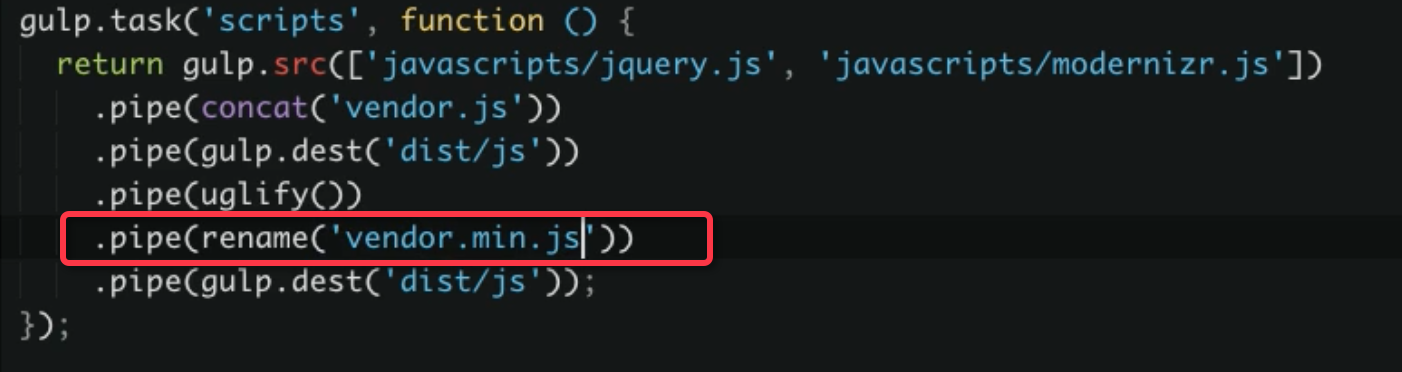 gulp.task('scripts', function () {
return gulp.src(['javascripts/jquery.js', 'javascripts/modernizr.js'])
.pipe(concat('vendor.js'))
.pipe(gulp.dest('dist/js'))
.pipe(uglify())
.pipe(rename('vendor.min.js'))
.pipe(gulp.dest('dist/js'));
});